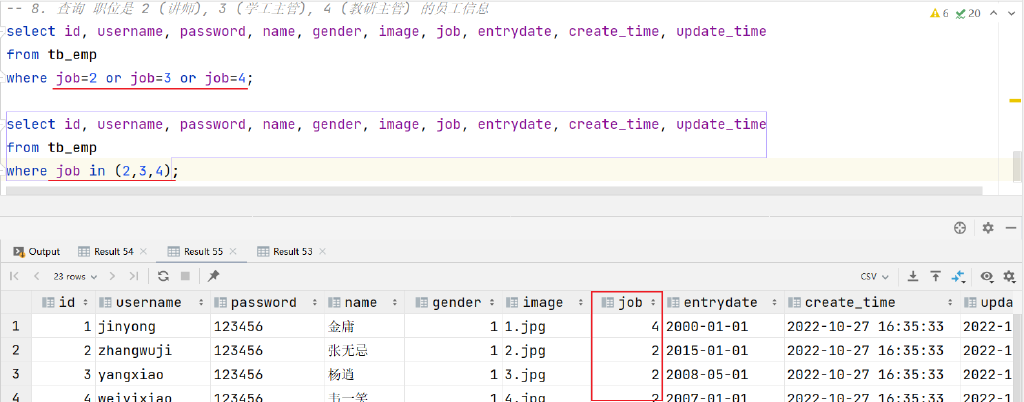 -- 8. 查询 职位是 2 (讲师), 3 (学工主管), 4 (教研主管) 的员工信息
6 20
select id, username, password, name, gender, image, job, entrydate, create_time, update_time
from tb_emp
where job=2 or job=3 or job=4;
select id, username, password, name, gender, image, job, entrydate, create_time, update_time
from tb_emp
where job in (2,3,4);
Output Result 54 Result 55 Result 53
23 rows CSV
id username password name gender image job entrydate create_time upda
1 1 jinyong 123456 金庸 1 1.jpg 4 2000-01-01 2022-10-27 16:35:33 2022-1
2 2 zhangwuji 123456 张无忌 1 2.jpg 2 2015-01-01 2022-10-27 16:35:33 2022-1
3 3 yangxiao 123456 杨逍 1 3.jpg 2 2008-05-01 2022-10-27 16:35:33 2022-1
4 4 weiyixiao 123456 韦一笑 1 4.jpg 2 2007-01-01 2022-10-27 16:35:33 2022-1